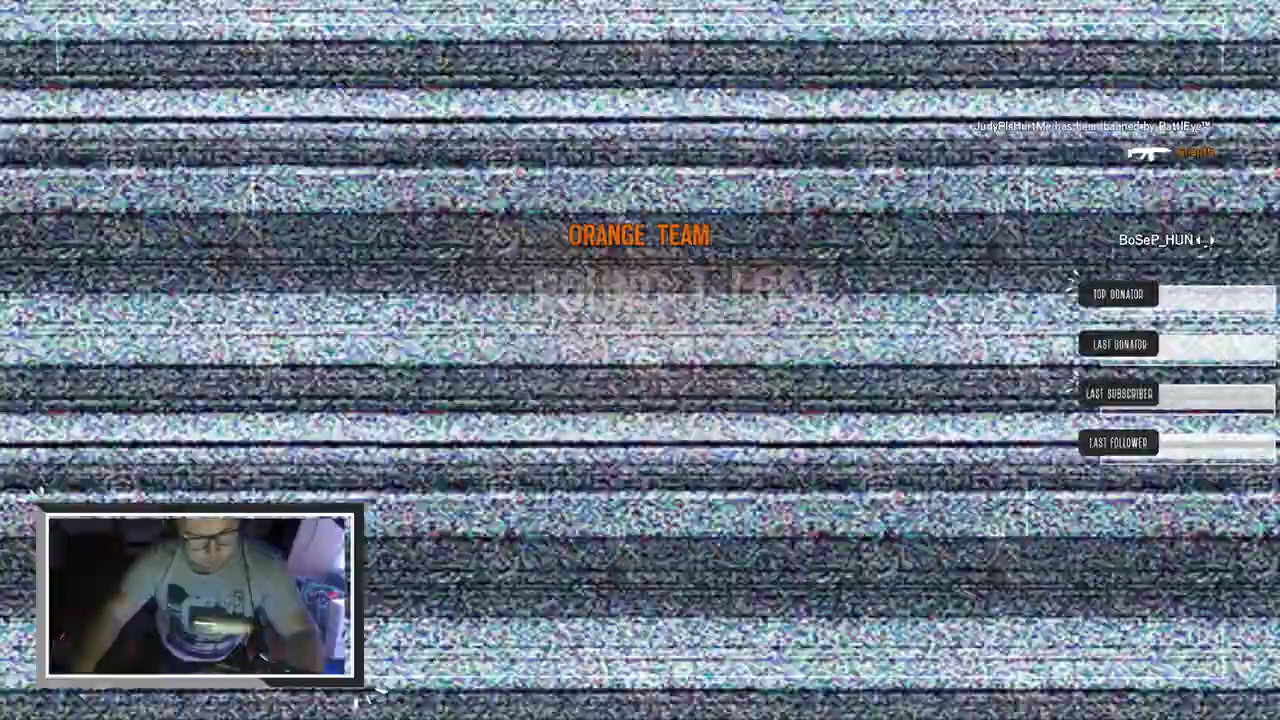 JudyPlsHurtMe has been banned by BattlEye™
ORANGE TEAM
BoSeP_HUN
TOP DONATOR
LAST DONATOR
LAST SUBSCRIBER
LAST FOLLOWER